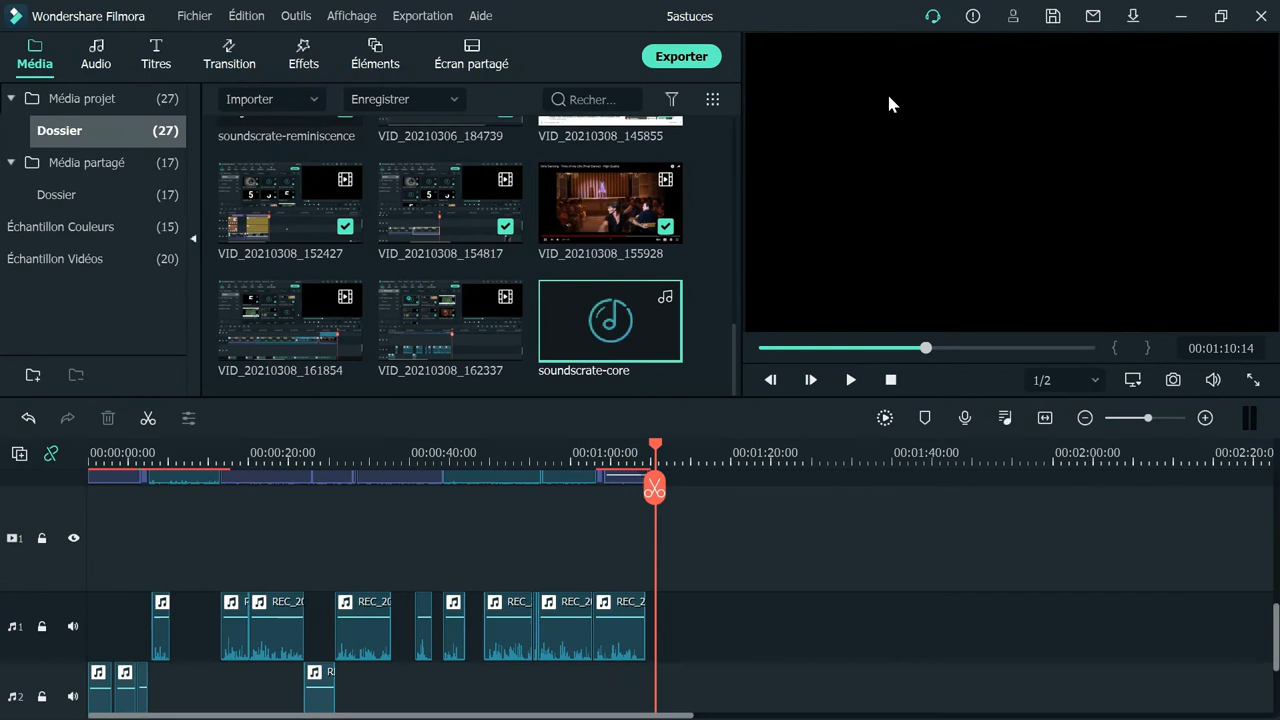 Wondershare Filmora Fichier Édition Outils Affichage Exportation Aide 5astuces
Média Audio Titres Transition Effets Éléments Écran partagé Exporter
Média projet (27) Importer Enregistrer Recher...
Dossier (27) soundscrate-reminiscence VID_20210306_184739 VID_20210308_145855
Média partagé (17)
Dossier (17)
Échantillon Couleurs (15)
Échantillon Vidéos (20)
VID_20210308_152427 VID_20210308_154817 VID_20210308_155928
VID_20210308_161854 VID_20210308_162337 soundscrate-core
{ } 00:01:10:14
1/2
00:00:00:00 00:00:20:00 00:00:40:00 00:01:00:00 00:01:20:00 00:01:40:00 00:02:00:00 00:02:20:0
1
1 REC_20 REC_20 REC_ REC_2 REC_2
2